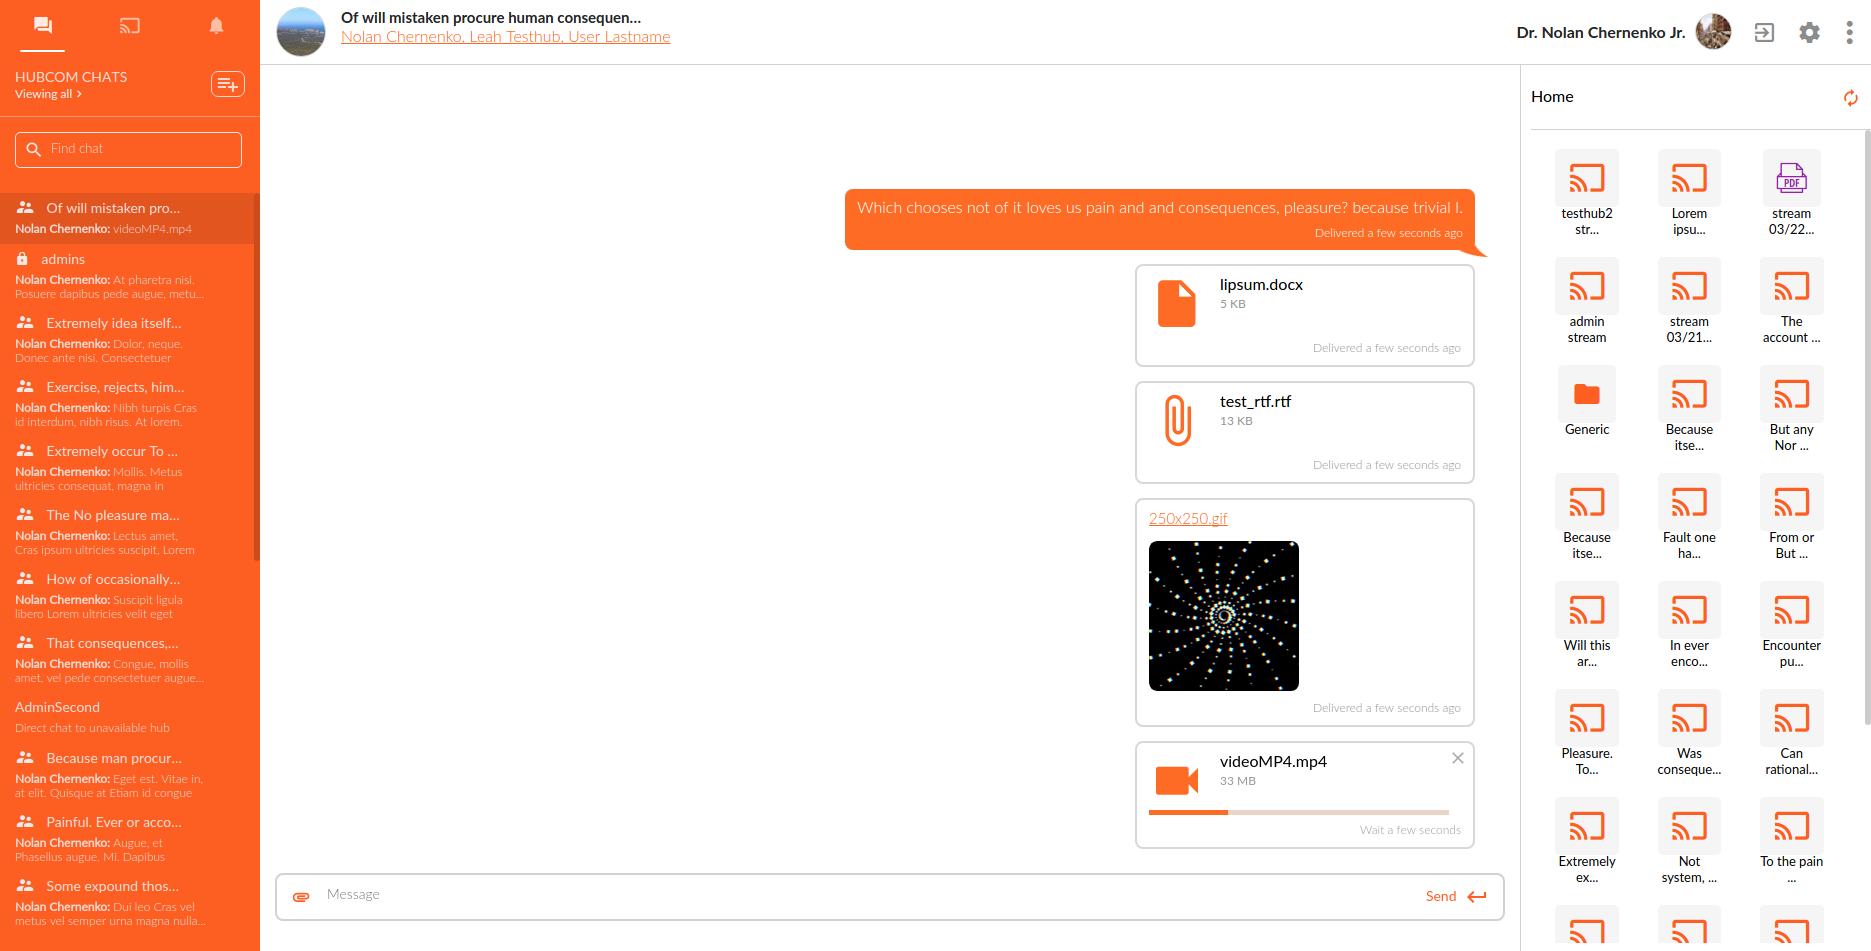 HUBCOM CHATS
Viewing all
Find chat
Of will mistaken pro...
Nolan Chernenko: videoMP4.mp4
admins
Nolan Chernenko: At pharetra nisi.
Posuere dapibus pede augue, metu...
Extremely idea itself...
Nolan Chernenko: Dolor, neque.
Donec ante nisi. Consectetuer
Exercise, rejects, him...
Nolan Chernenko: Nibh turpis Cras
id interdum, nibh risus. At lorem.
Extremely occur To ...
Nolan Chernenko: Mollis. Metus
ultricies consequat, magna in
The No pleasure ma...
Nolan Chernenko: Lectus amet,
Cras ipsum ultricies suscipit, Lorem
How of occasionally...
Nolan Chernenko: Suscipit ligula
libero Lorem ultricies velit eget
That consequences,...
Nolan Chernenko: Congue, mollis
amet, vel pede consectetuer augue...
AdminSecond
Direct chat to unavailable hub
Because man procur...
Nolan Chernenko: Eget est. Vitae in,
at elit. Quisque at Etiam id congue
Painful. Ever or acco...
Nolan Chernenko: Augue, et
Phasellus augue, Mi. Dapibus
Some expound thos...
Nolan Chernenko: Dui leo Cras vel
metus vel semper urna magna nulla...
Of will mistaken procure human consequen...
Nolan Chernenko, Leah Testhub, User Lastname
Dr. Nolan Chernenko Jr.
Which chooses not of it loves us pain and and consequences, pleasure? because trivial I.
Delivered a few seconds ago
lipsum.docx
5 KB
Delivered a few seconds ago
test_rtf.rtf
13 KB
Delivered a few seconds ago
250x250.gif
Delivered a few seconds ago
videoMP4.mp4
33 MB
Wait a few seconds
Message
Send
Home
testhub2
str...
Lorem
ipsu...
PDF
stream
03/22...
admin
stream
stream
03/21...
The
account ...
Generic
Because
itse...
But any
Nor ...
Because
itse...
Fault one
ha...
From or
But ...
Will this
ar...
In ever
enco...
Encounter
pu...
Pleasure.
To...
Was
conseque...
Can
rational...
Extremely
ex...
Not
system, ...
To the pain
...